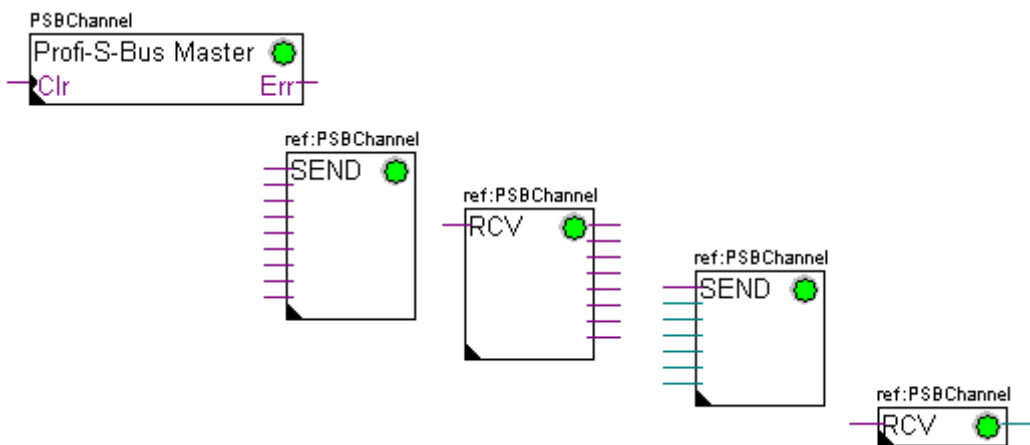 PSBChannel
Profi-S-Bus Master
Clr Err
ref:PSBChannel
SEND
ref:PSBChannel
RCV
ref:PSBChannel
SEND
ref:PSBChannel
RCV